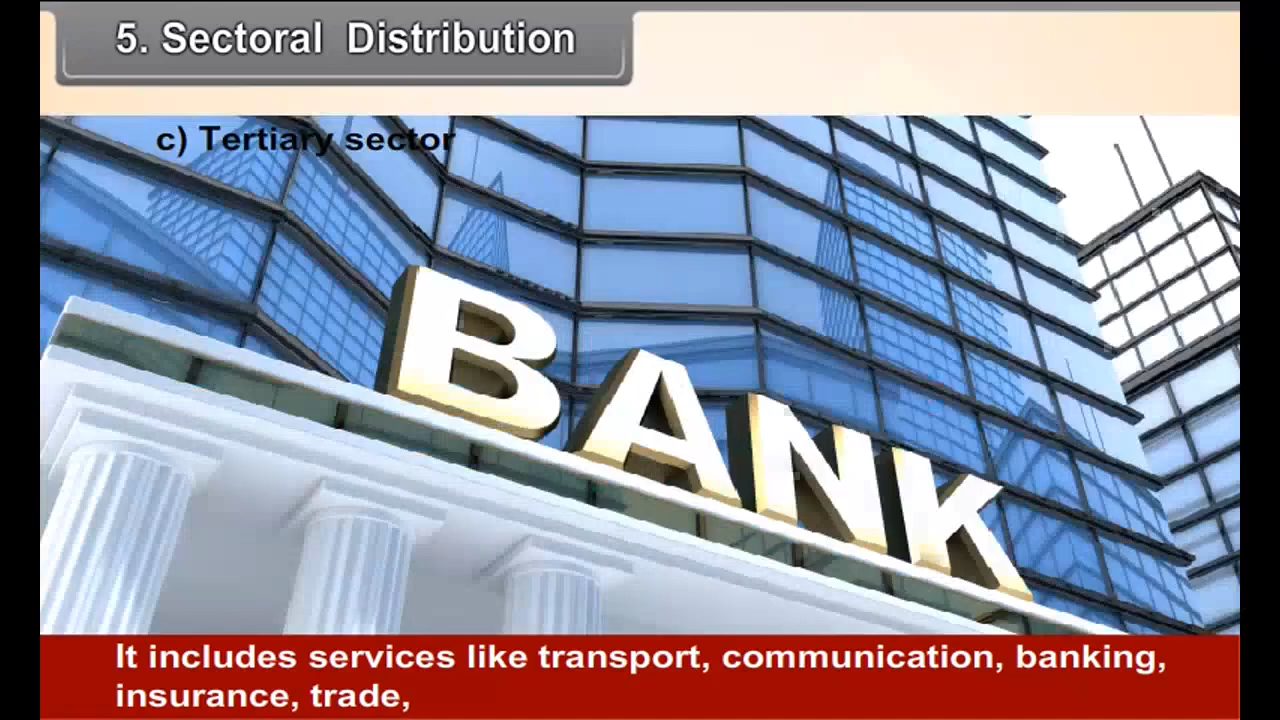 5. Sectoral Distribution
c) Tertiary sector
BANK
It includes services like transport, communication, banking,
insurance, trade,